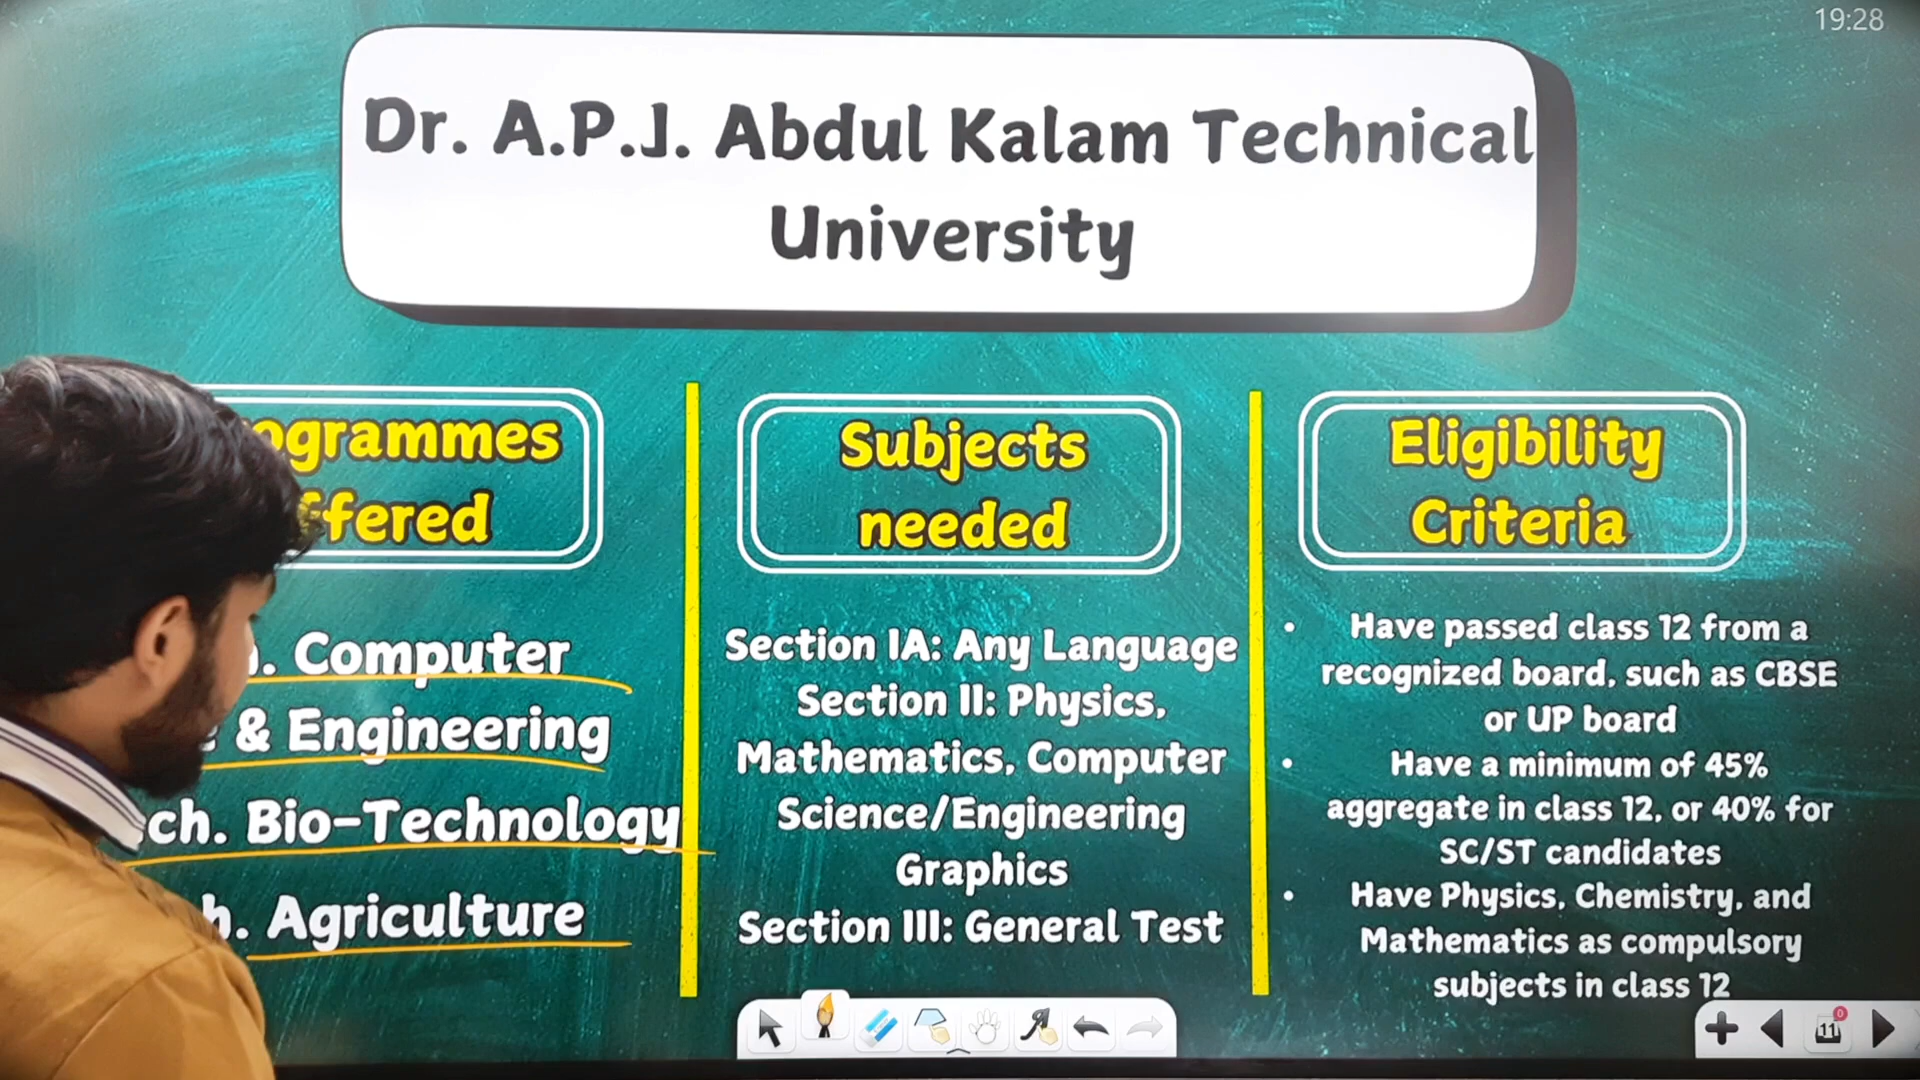 19:28
Dr. A.P.J. Abdul Kalam Technical
University
ogrammes
ffered
. Computer
& Engineering
ch. Bio-Technology
h. Agriculture
Subjects
needed
Section IA: Any Language
Section II: Physics,
Mathematics, Computer
Science/Engineering
Graphics
Section III: General Test
Eligibility
Criteria
• Have passed class 12 from a
recognized board, such as CBSE
or UP board
• Have a minimum of 45%
aggregate in class 12, or 40% for
SC/ST candidates
• Have Physics, Chemistry, and
Mathematics as compulsory
subjects in class 12
11
0